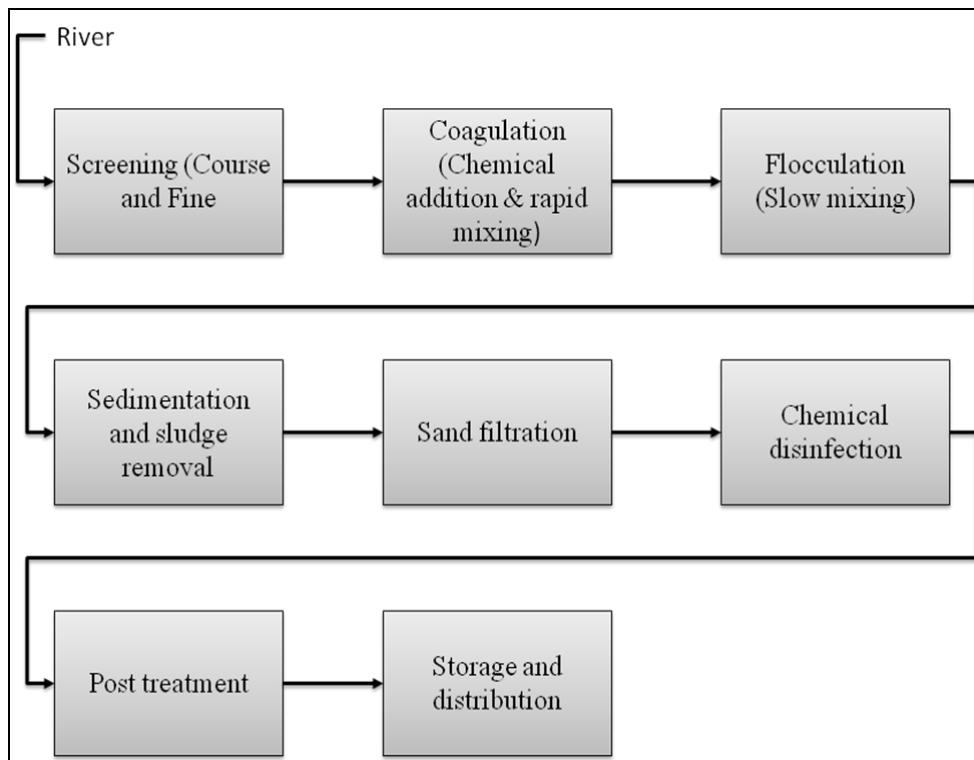 River
Screening (Course
and Fine
Coagulation
(Chemical
addition & rapid
mixing)
Flocculation
(Slow mixing)
Sedimentation
and sludge
removal
Sand filtration
Chemical
disinfection
Post treatment
Storage and
distribution